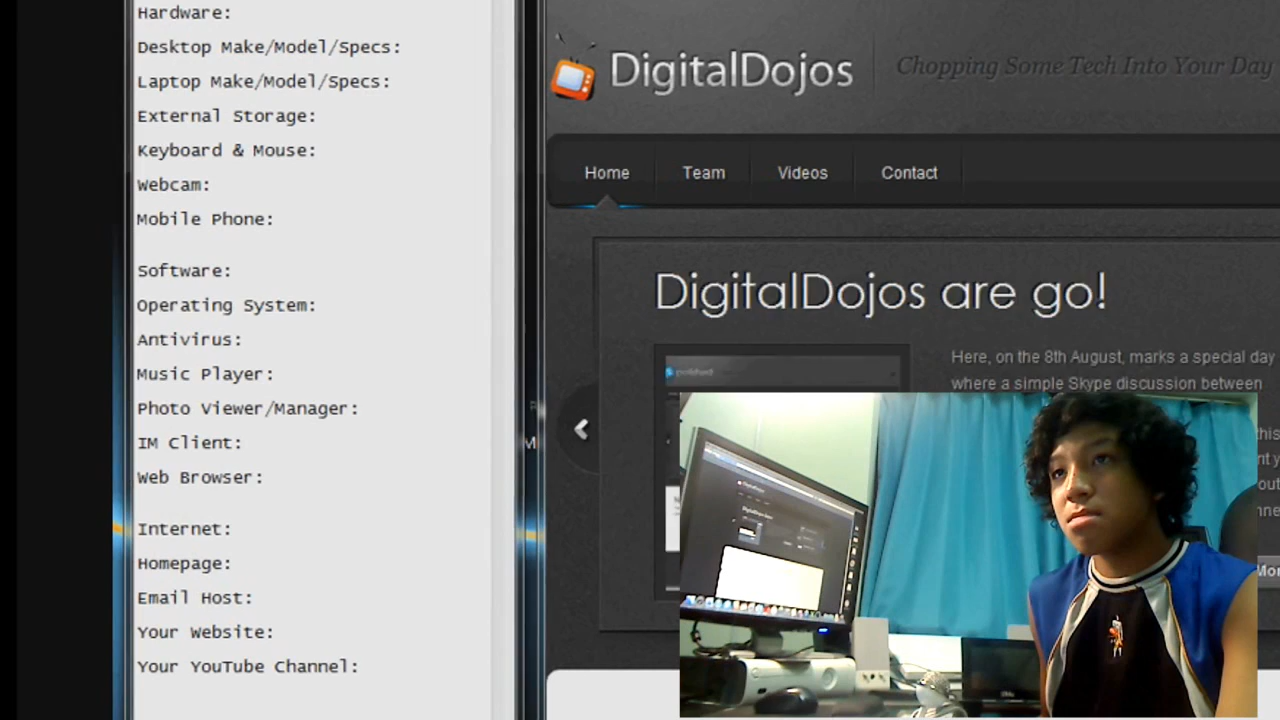 Hardware:
Desktop Make/Model/Specs:
Laptop Make/Model/Specs:
External Storage:
Keyboard & Mouse:
Webcam:
Mobile Phone:
Software:
Operating System:
Antivirus:
Music Player:
Photo Viewer/Manager:
IM Client:
Web Browser:
Internet:
Homepage:
Email Host:
Your Website:
Your YouTube Channel:
DigitalDojos
Chopping Some Tech Into Your Day
Home
Team
Videos
Contact
DigitalDojos are go!
Here, on the 8th August, marks a special day
where a simple Skype discussion between